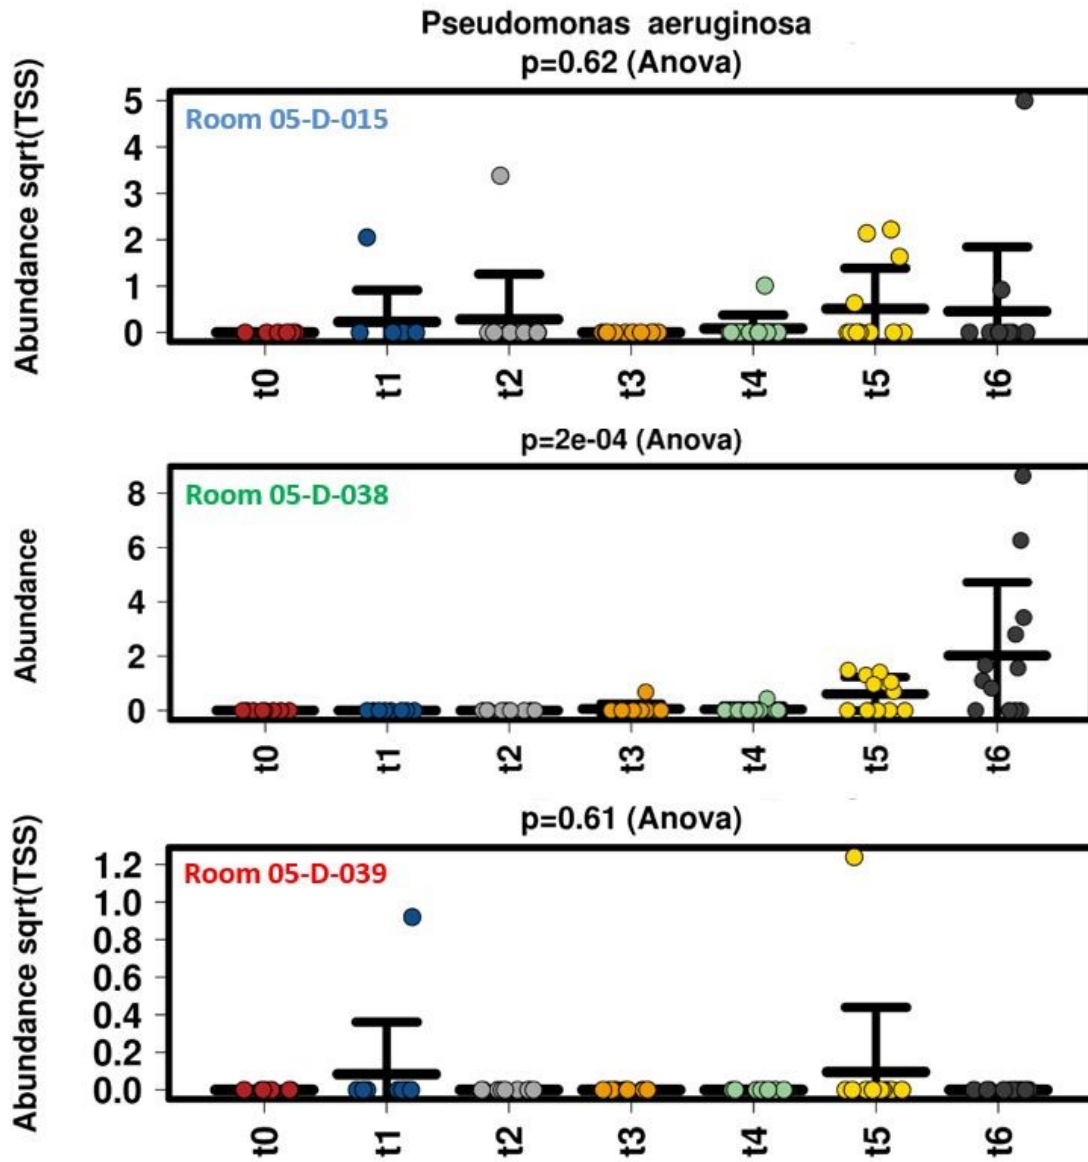 Pseudomonas aeruginosa
p=0.62 (Anova)
Abundance sqrt(TSS)
Room 05-D-015
5
4
3
2
1
0
t0 t1 t2 t3 t4 t5 t6
p=2e-04 (Anova)
Abundance
Room 05-D-038
8
6
4
2
0
t0 t1 t2 t3 t4 t5 t6
p=0.61 (Anova)
Abundance sqrt(TSS)
Room 05-D-039
1.2
1.0
0.8
0.6
0.4
0.2
0.0
t0 t1 t2 t3 t4 t5 t6